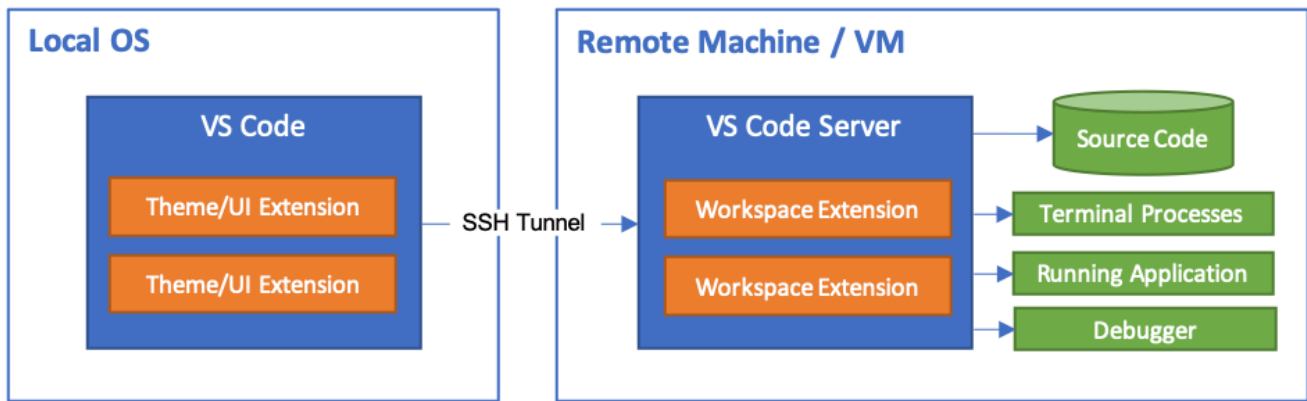 Local OS
VS Code
Theme/UI Extension
Theme/UI Extension
SSH Tunnel
Remote Machine / VM
VS Code Server
Workspace Extension
Workspace Extension
Source Code
Terminal Processes
Running Application
Debugger